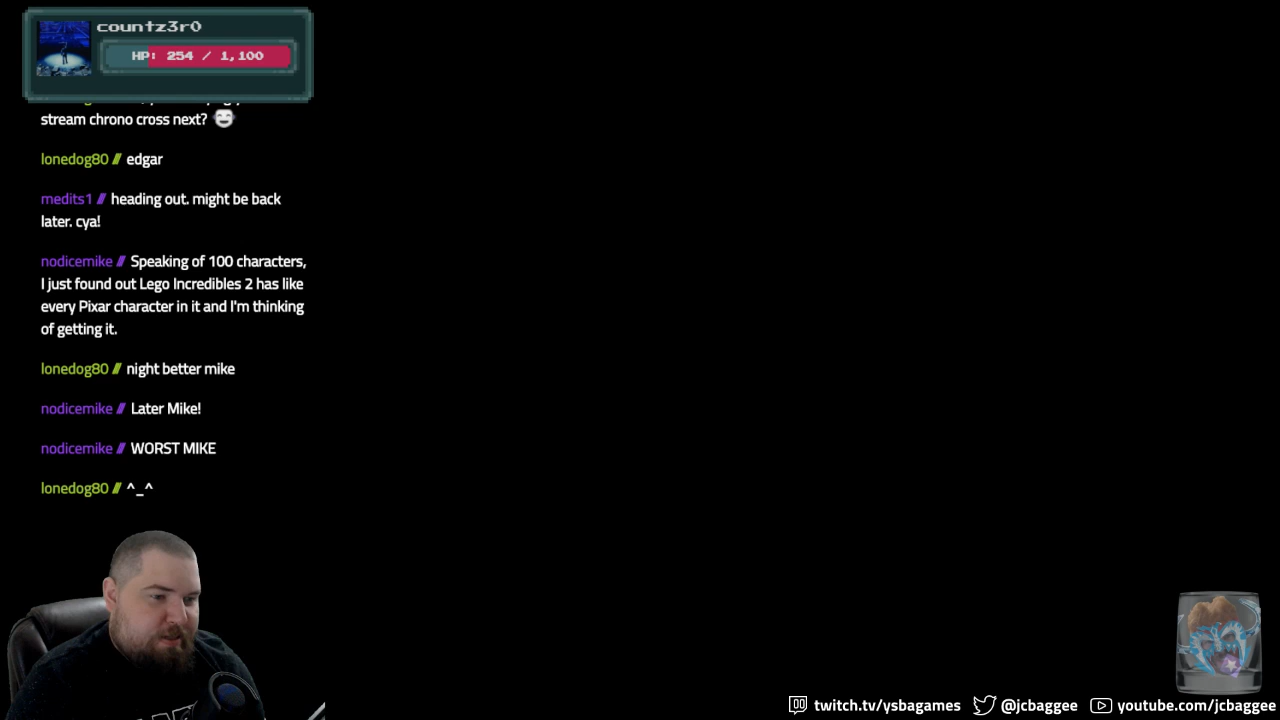 countz3r0
HP: 254 / 1,100
stream chrono cross next?
lonedog80 // edgar
medits1 // heading out. might be back
later. cya!
nodicemike // Speaking of 100 characters,
I just found out Lego Incredibles 2 has like
every Pixar character in it and I'm thinking
of getting it.
lonedog80 // night better mike
nodicemike // Later Mike!
nodicemike // WORST MIKE
lonedog80 // ^_^
twitch.tv/ysbagames @jcbaggee youtube.com/jcbaggee